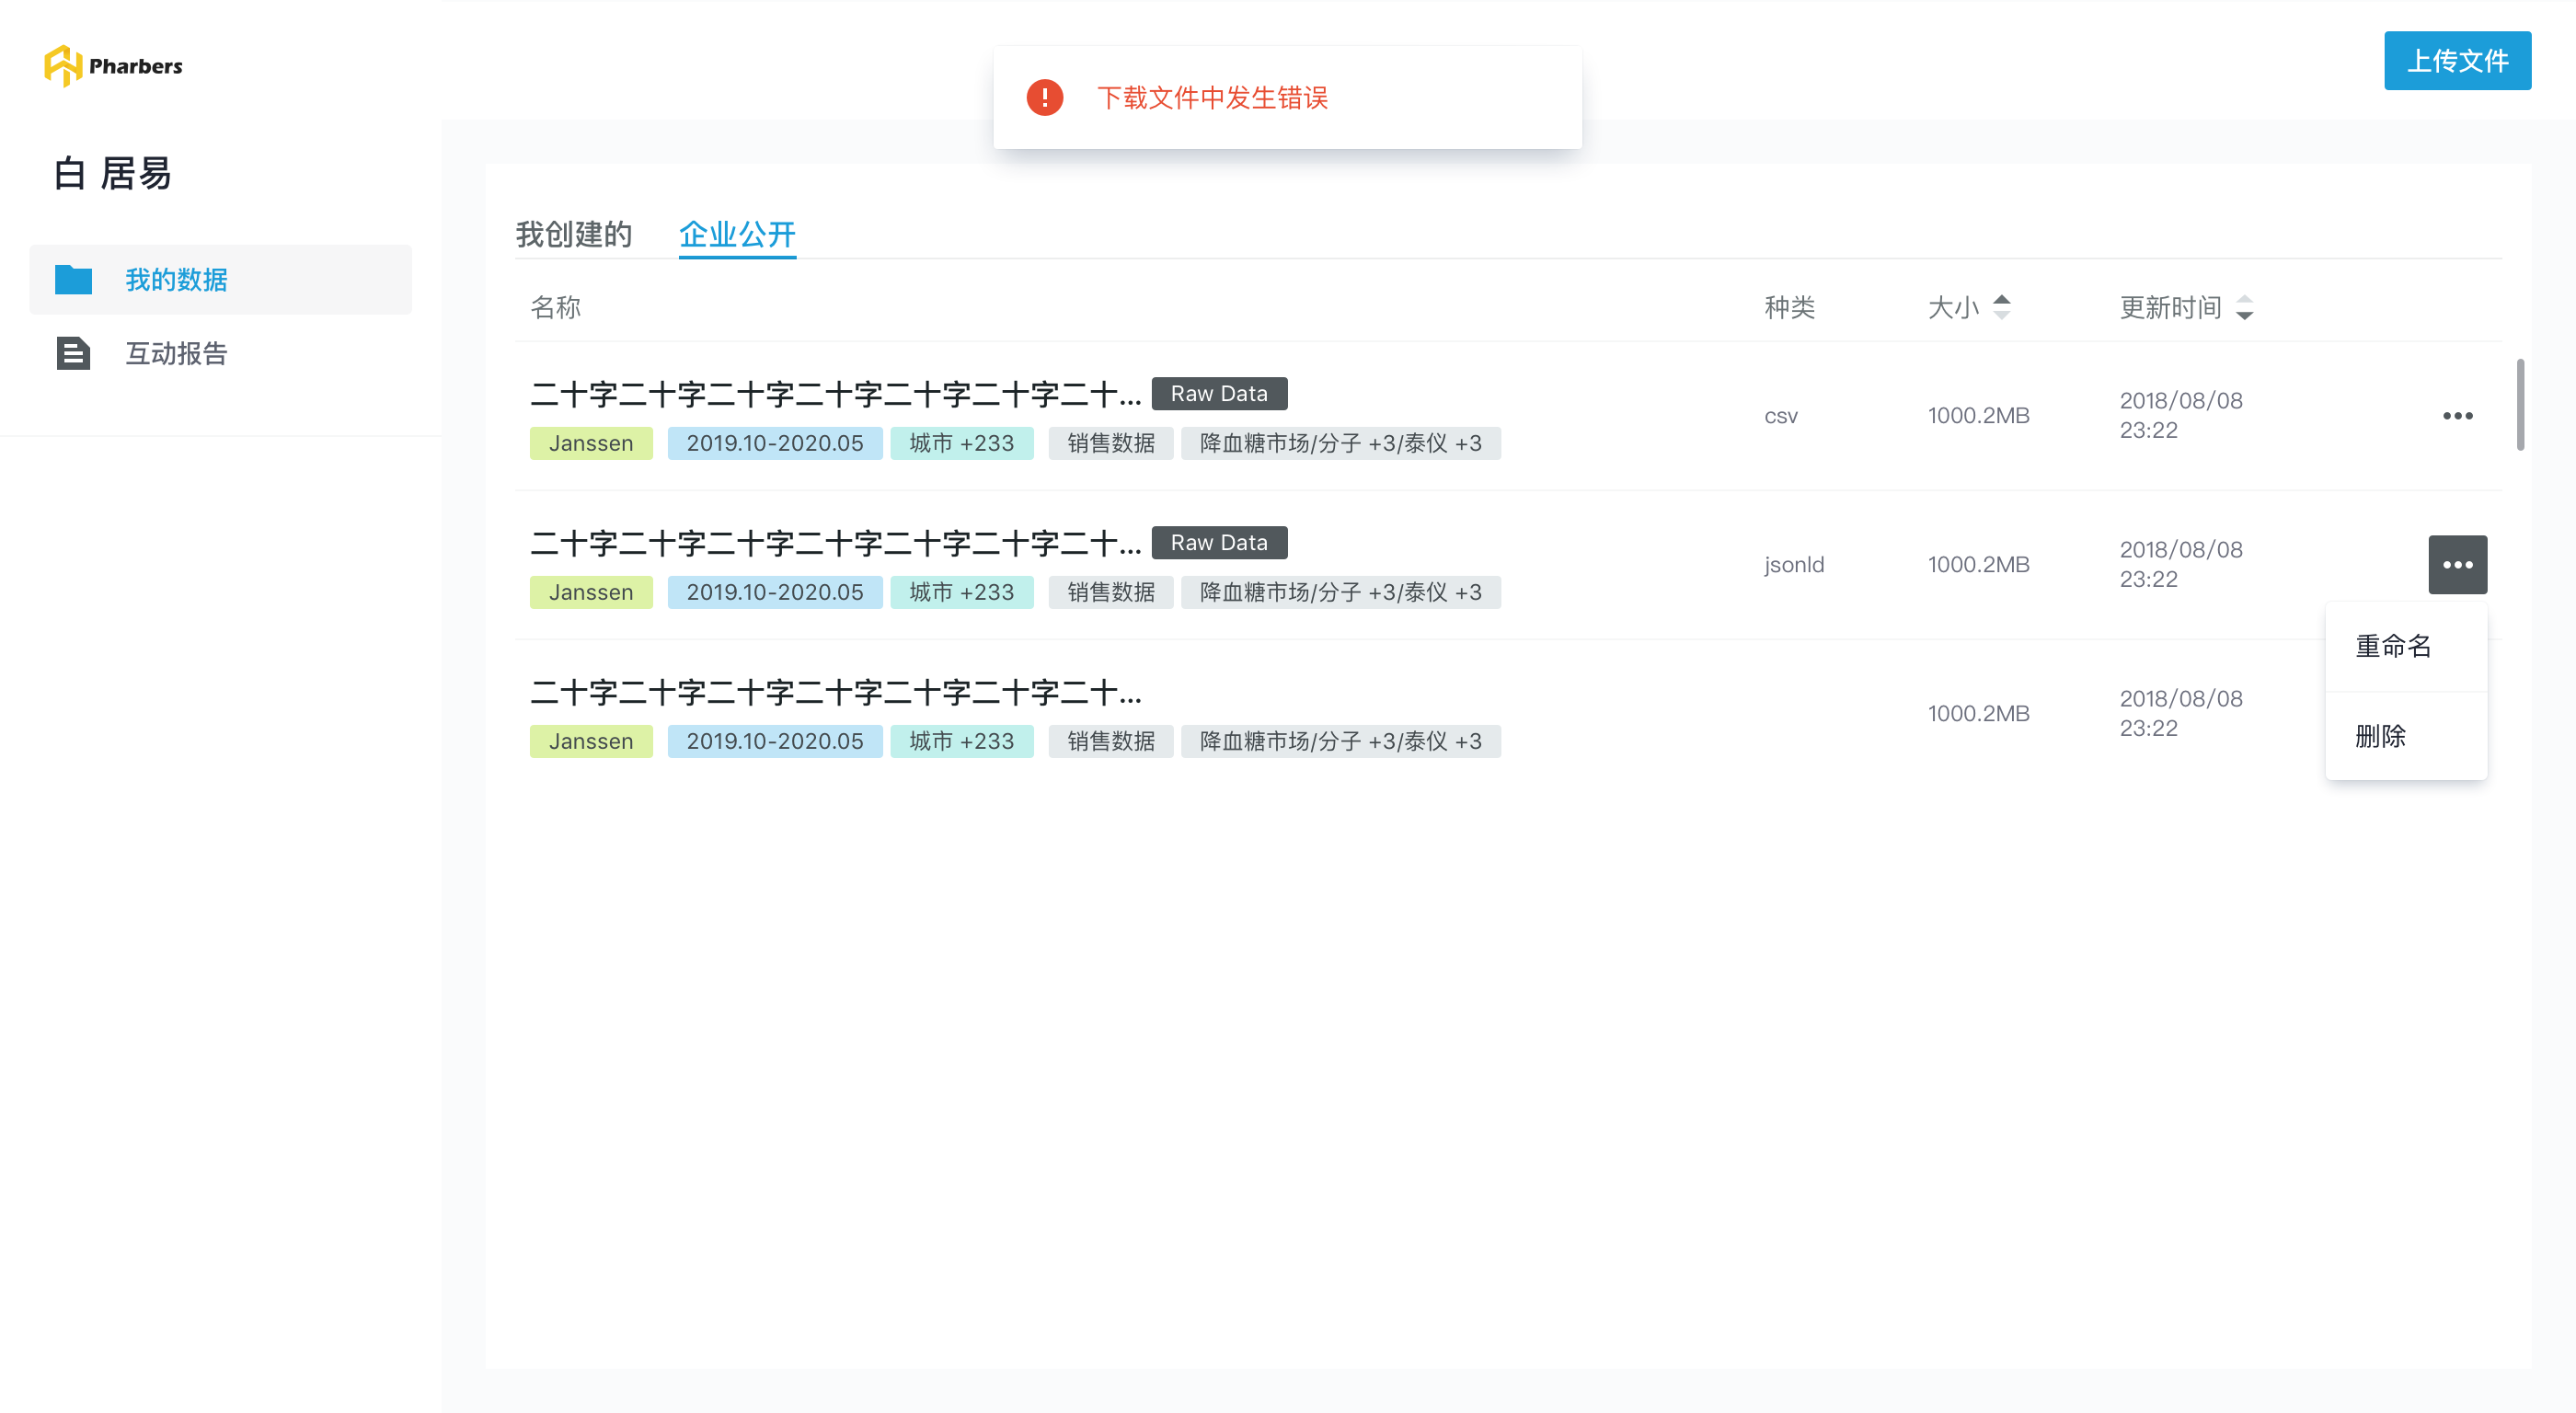 Pharbers
下载文件中发生错误
上传文件
白 居易
我的数据
互动报告
我创建的 企业公开
名称 种类 大小 更新时间
二十字二十字二十字二十字二十字二十字二十... Raw Data
Janssen 2019.10-2020.05 城市 +233 销售数据 降血糖市场/分子 +3/泰仪 +3
csv 1000.2MB 2018/08/08
23:22
二十字二十字二十字二十字二十字二十字二十... Raw Data
Janssen 2019.10-2020.05 城市 +233 销售数据 降血糖市场/分子 +3/泰仪 +3
jsonld 1000.2MB 2018/08/08
23:22
重命名
删除
二十字二十字二十字二十字二十字二十字二十...
Janssen 2019.10-2020.05 城市 +233 销售数据 降血糖市场/分子 +3/泰仪 +3
1000.2MB 2018/08/08
23:22